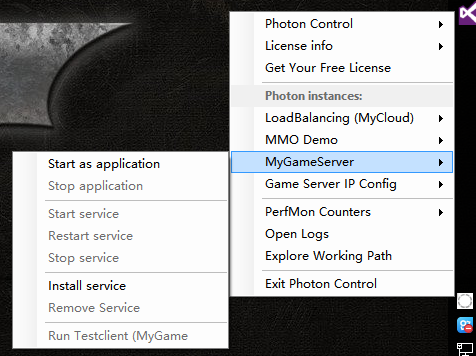 Photon Control
License info
Get Your Free License
Photon instances:
LoadBalancing (MyCloud)
MMO Demo
MyGameServer
Game Server IP Config
PerfMon Counters
Open Logs
Explore Working Path
Exit Photon Control
Start as application
Stop application
Start service
Restart service
Stop service
Install service
Remove Service
Run Testclient (MyGame